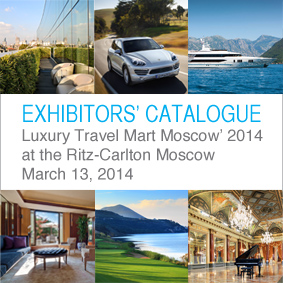 EXHIBITORS' CATALOGUE
Luxury Travel Mart Moscow' 2014
at the Ritz-Carlton Moscow
March 13, 2014